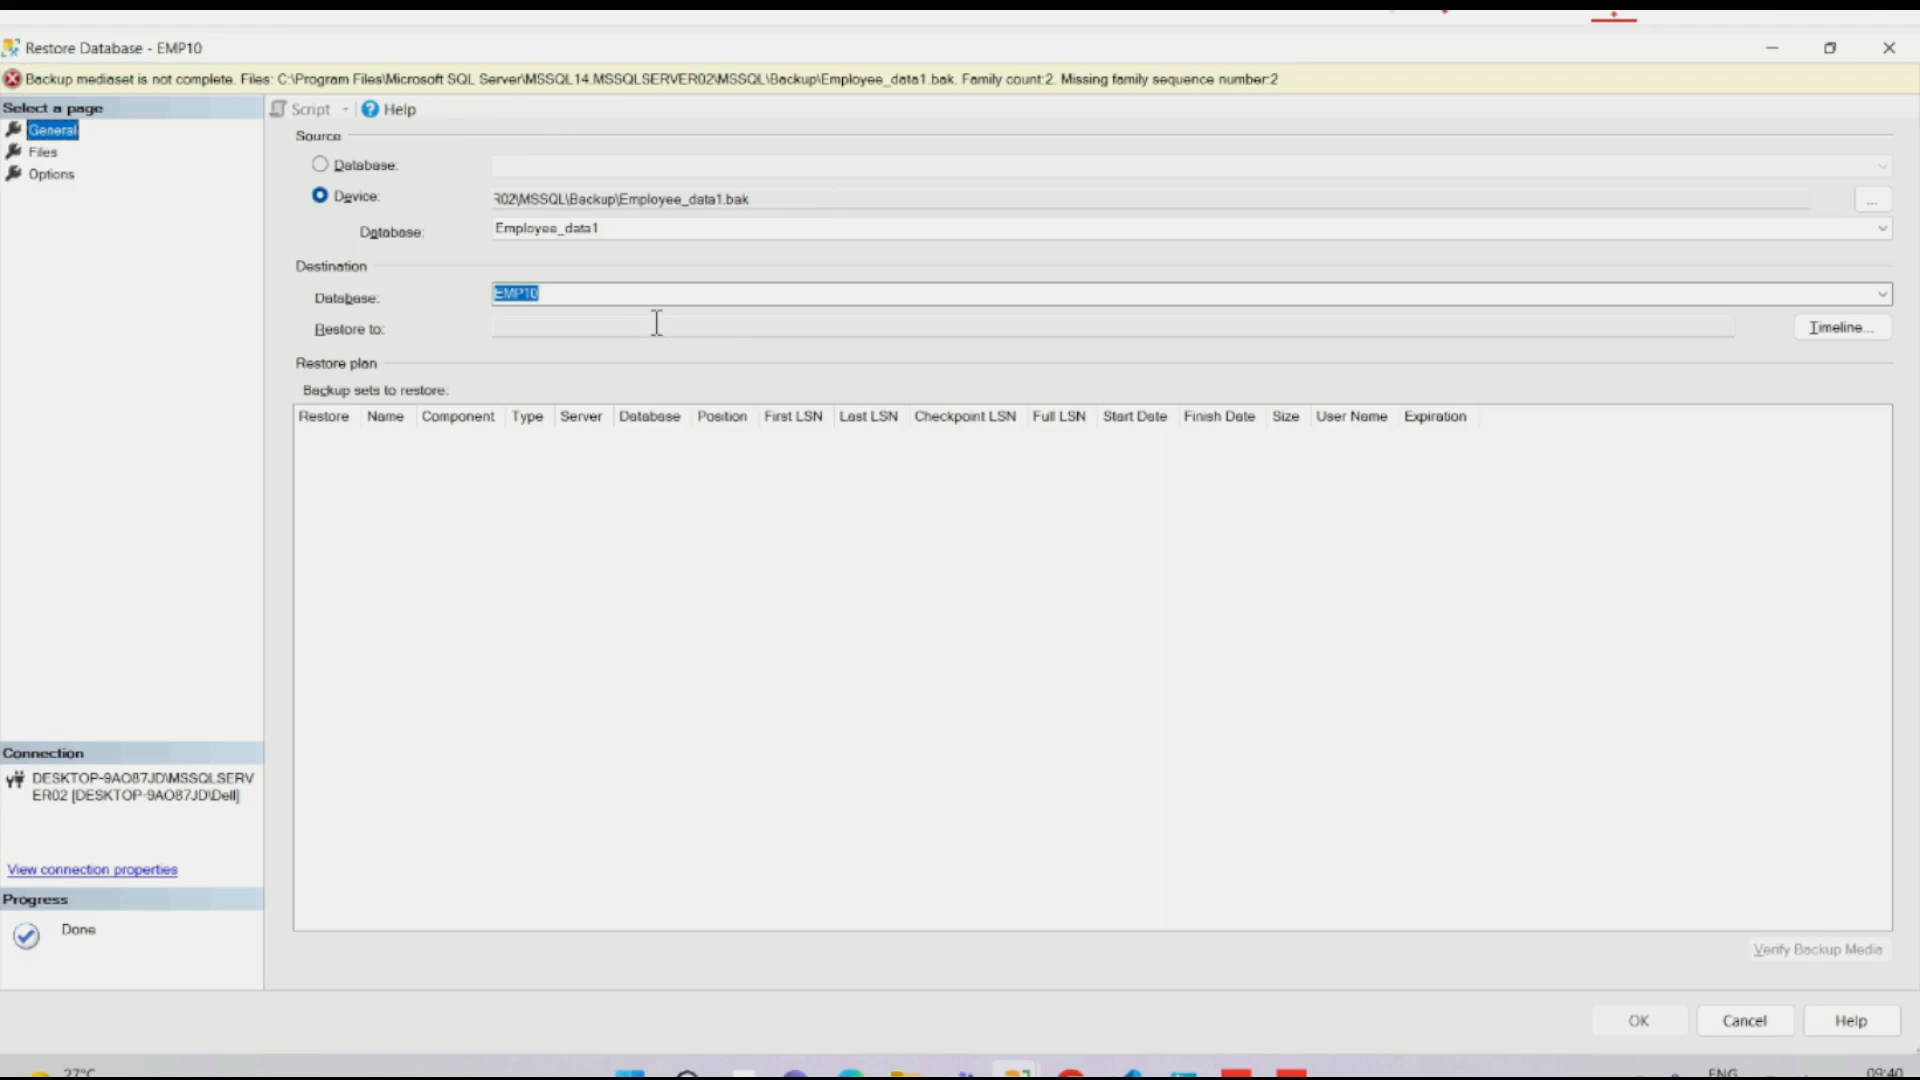 Restore Database - EMP10
Backup mediaset is not complete. Files: C:\Program Files\Microsoft SQL Server\MSSQL14.MSSQLSERVER02\MSSQL\Backup\Employee_data1.bak. Family count:2. Missing family sequence number:2
Select a page
General
Files
Options
Script
Help
Source
Database:
Device:
R02\MSSQL\Backup\Employee_data1.bak
...
Database:
Employee_data1
Destination
Database:
EMP10
Restore to:
Timeline...
Restore plan
Backup sets to restore:
Restore Name Component Type Server Database Position First LSN Last LSN Checkpoint LSN Full LSN Start Date Finish Date Size User Name Expiration
Connection
DESKTOP-9AO87JD\MSSQLSERV
ER02 [DESKTOP-9AO87JD\Dell]
View connection properties
Progress
Done
Verify Backup Media
OK
Cancel
Help
27°C
ENG
09:40